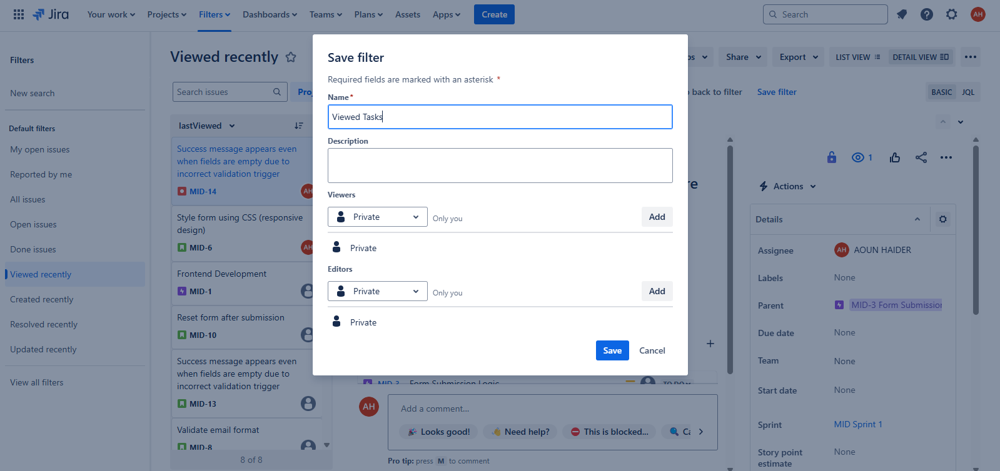 Jira
Your work
Projects
Filters
Dashboards
Teams
Plans
Assets
Apps
Create
Search
AH
Filters
New search
Default filters
My open issues
Reported by me
All issues
Open issues
Done issues
Viewed recently
Created recently
Resolved recently
Updated recently
View all filters
Viewed recently
Share
Export
LIST VIEW
DETAIL VIEW
Search issues
back to filter
Save filter
BASIC
JQL
lastViewed
Success message appears even
when fields are empty due to
incorrect validation trigger
MID-14
AH
Style form using CSS (responsive
design)
MID-6
AH
Frontend Development
MID-1
Reset form after submission
MID-10
Success message appears even
when fields are empty due to
incorrect validation trigger
MID-13
Validate email format
MID-8
8 of 8
Save filter
Required fields are marked with an asterisk *
Name*
Viewed Tasks
Description
Viewers
Private
Only you
Add
Private
Editors
Private
Only you
Add
Private
Save
Cancel
MID-3
Form Submission Logic
TO DO
AH
Add a comment...
Looks good!
Need help?
This is blocked...
Pro tip: press M to comment
1
Actions
Details
Assignee
AH AOUN HAIDER
Labels
None
Parent
MID-3 Form Submission
Due date
None
Team
None
Start date
None
Sprint
MID Sprint 1
Story point
estimate
None